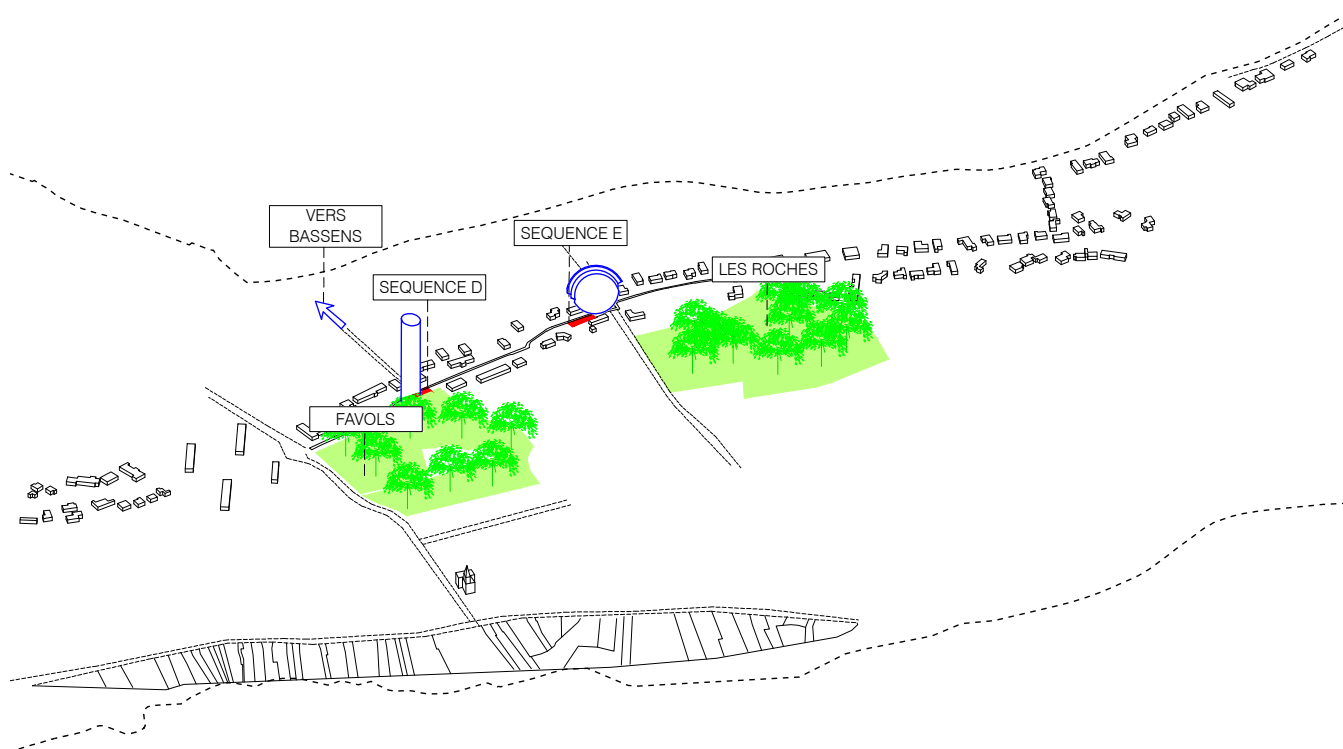 VERS
BASSENS
SEQUENCE E
LES ROCHES
SEQUENCE D
FAVOLS